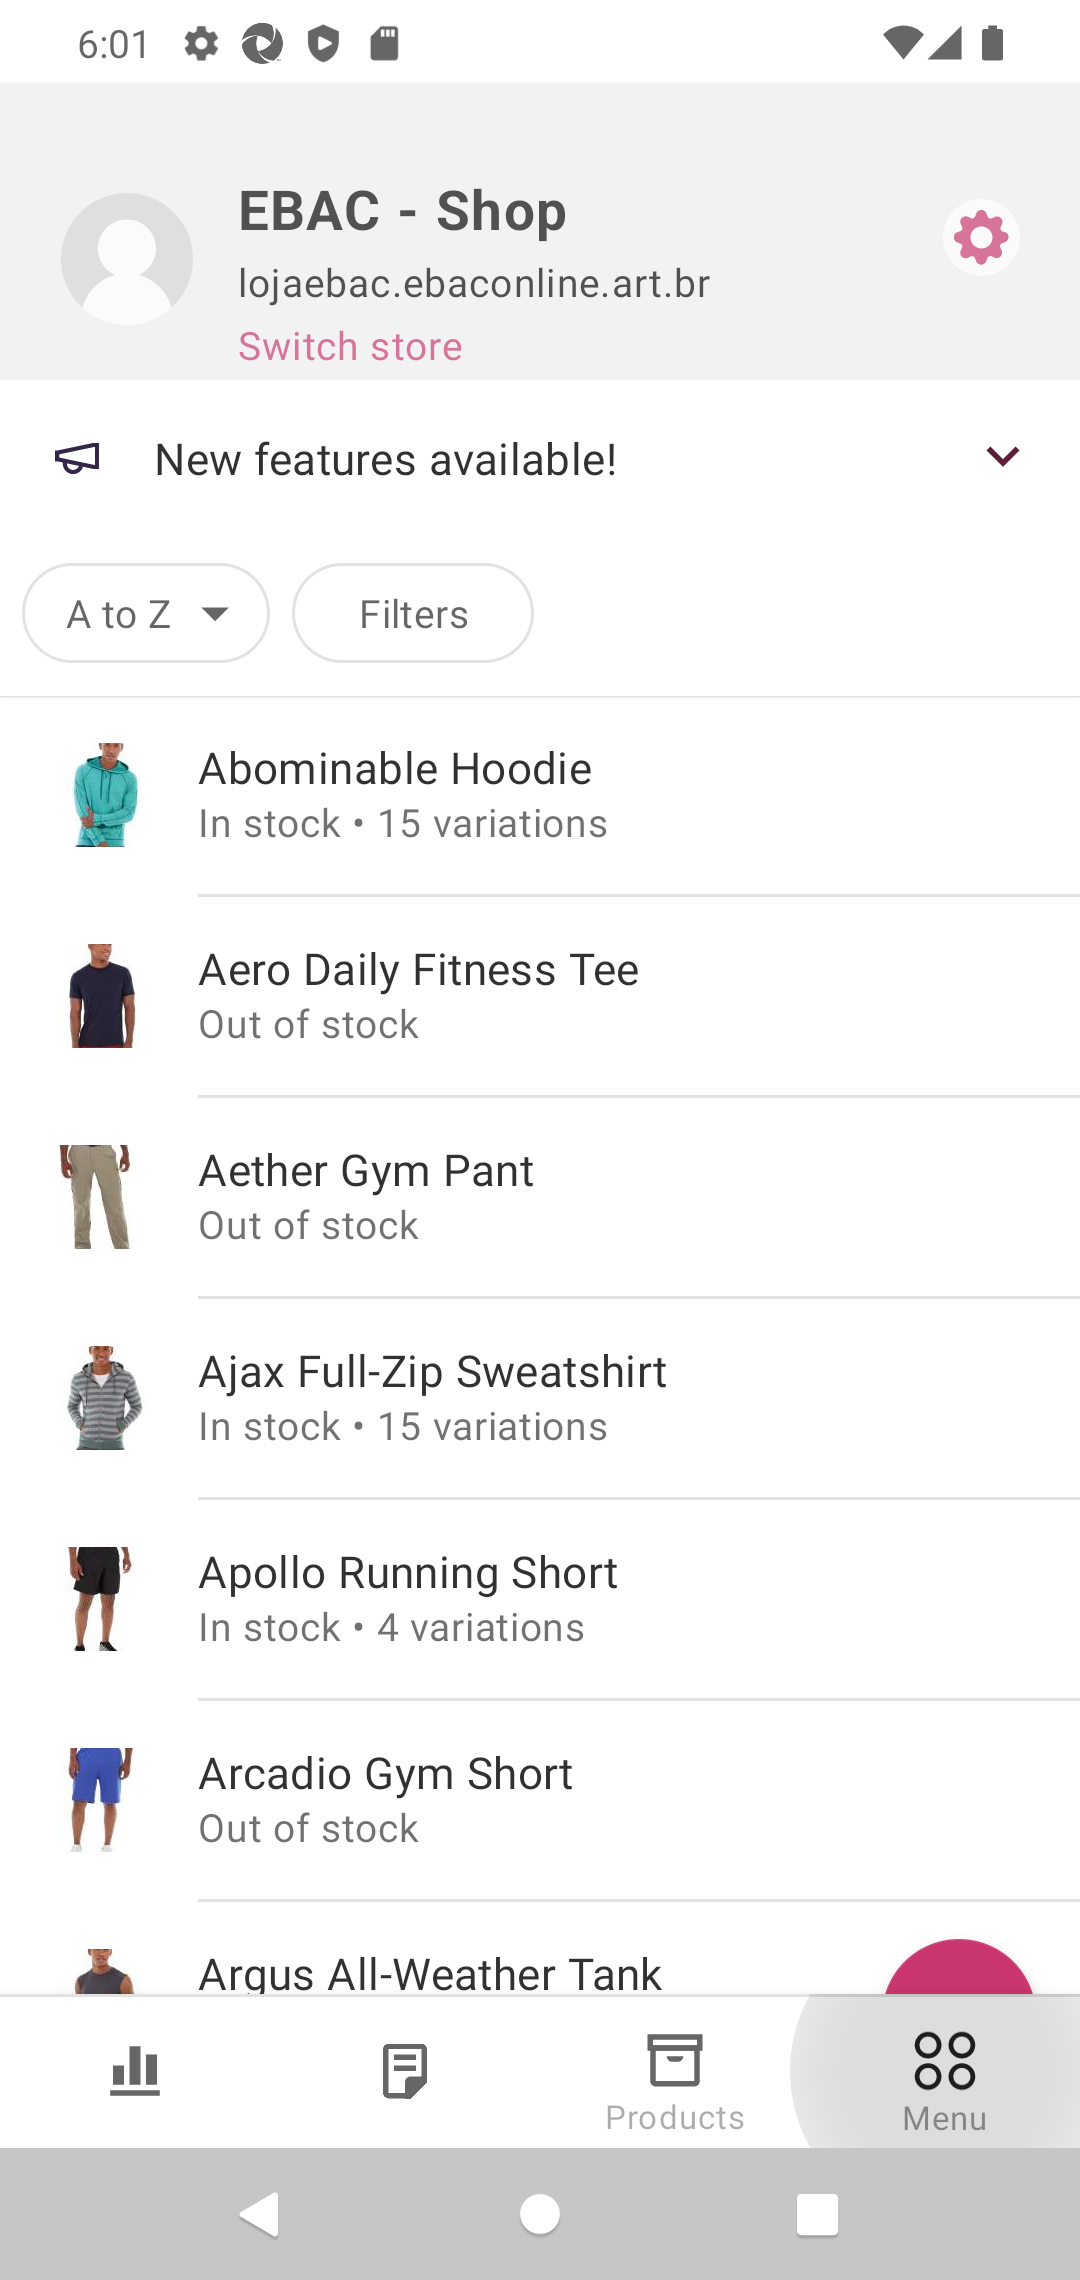 6:01
EBAC - Shop
lojaebac.ebaconline.art.br
Switch store
New features available!
A to Z
Filters
Abominable Hoodie
In stock • 15 variations
Aero Daily Fitness Tee
Out of stock
Aether Gym Pant
Out of stock
Ajax Full-Zip Sweatshirt
In stock • 15 variations
Apollo Running Short
In stock • 4 variations
Arcadio Gym Short
Out of stock
Argus All-Weather Tank
Products
Menu